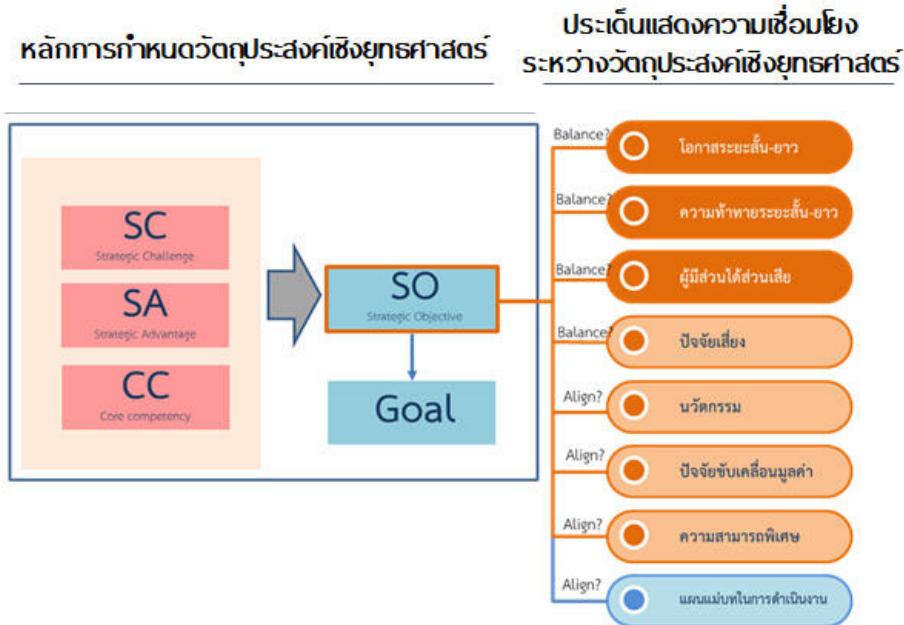 หลักการกำหนดวัตถุประสงค์เชิงยุทธศาสตร์
ประเด็นแสดงความเชื่อมโยง
ระหว่างวัตถุประสงค์เชิงยุทธศาสตร์
SC
Strategic Challenge
SA
Strategic Advantage
CC
Core competency
SO
Strategic Objective
Goal
Balance?
โอกาสระยะสั้น-ยาว
Balance?
ความท้าทายระยะสั้น-ยาว
Balance?
ผู้มีส่วนได้ส่วนเสีย
Balance?
ปัจจัยเสี่ยง
Align?
นวัตกรรม
Align?
ปัจจัยขับเคลื่อนมูลค่า
Align?
ความสามารถพิเศษ
Align?
แผนแม่บทในการดำเนินงาน